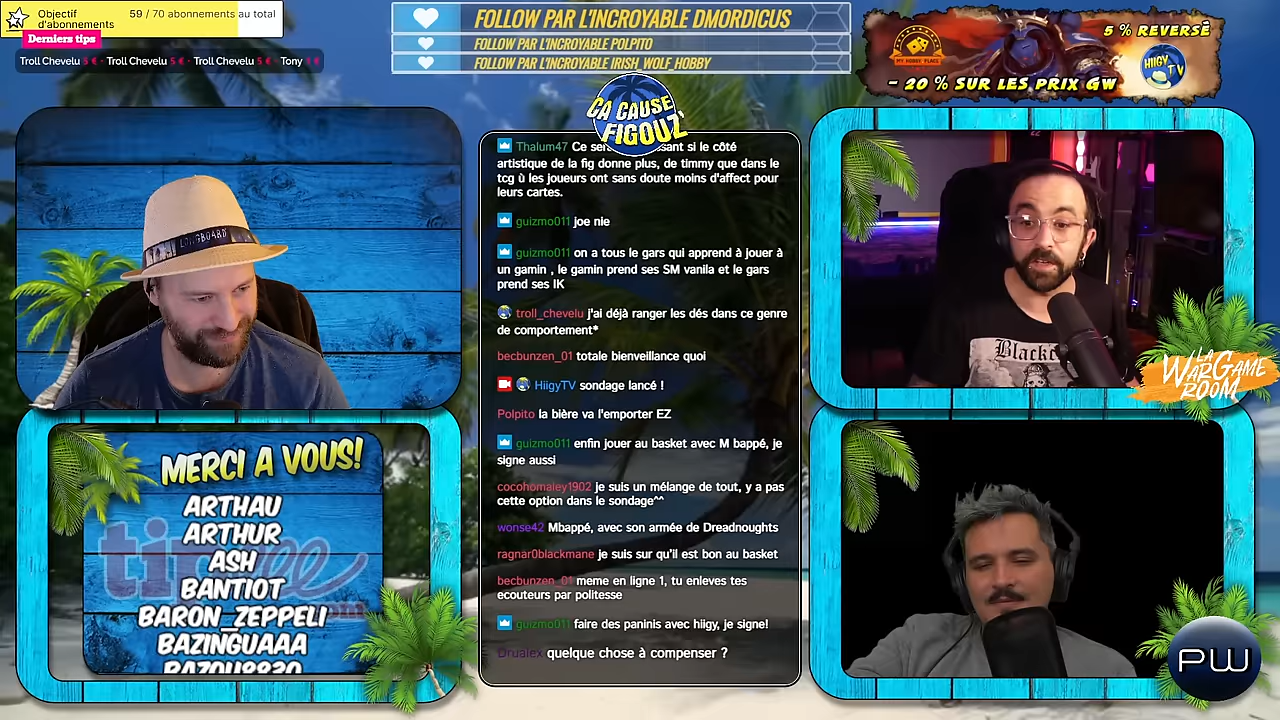 Objectif
d'abonnements
59 / 70 abonnements au total
Derniers tips
Troll Chevelu 5 € · Troll Chevelu 5 € · Troll Chevelu 5 € · Tony
FOLLOW PAR L'INCROYABLE DMORDICUS
FOLLOW PAR L'INCROYABLE POLPITO
FOLLOW PAR L'INCROYABLE IRISH_WOLF_HOBBY
5 % REVERSÉ
MY HOBBY PLACE
HIIGY TV
- 20 % SUR LES PRIX GW
ÇA CAUSE
FIGOUZ'
Thalum47 Ce si le côté
artistique de la fig donne plus, de timmy que dans le
tcg ù les joueurs ont sans doute moins d'affect pour
leurs cartes.
guizmo011 joe nie
guizmo011 on a tous le gars qui apprend à jouer à
un gamin , le gamin prend ses SM vanila et le gars
prend ses IK
troll_chevelu j'ai déjà ranger les dés dans ce genre
de comportement*
becbunzen_01 totale bienveillance quoi
HiigyTV sondage lancé !
Polpito la bière va l'emporter EZ
guizmo011 enfin jouer au basket avec M bappé, je
signe aussi
cocohomaley1902 je suis un mélange de tout, y a pas
cette option dans le sondage^^
wonse42 Mbappé, avec son armée de Dreadnoughts
ragnar0blackmane je suis sur qu'il est bon au basket
becbunzen_01 meme en ligne 1, tu enleves tes
ecouteurs par politesse
guizmo011 faire des paninis avec hiigy, je signe!
Drualex quelque chose à compenser ?
LONGBOARD
MERCI A VOUS!
ARTHAU
ARTHUR
ASH
BANTIOT
BARON_ZEPPELI
BAZINGUAAA
LA
WARGAME
ROOM
PW